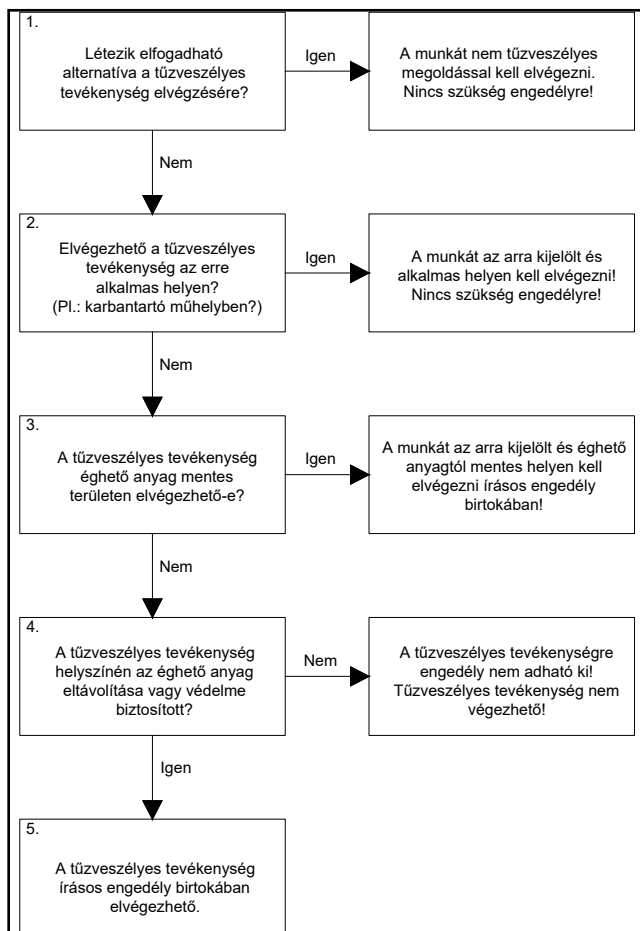 1.
Létezik elfogadható
alternatíva a tűzveszélyes
tevékenység elvégzésére?
Igen
A munkát nem tűzveszélyes
megoldással kell elvégezni.
Nincs szükség engedélyre!
Nem
2.
Elvégezhető a tűzveszélyes
tevékenység az erre
alkalmas helyen?
(Pl.: karbantartó műhelyben?)
Igen
A munkát az arra kijelölt és
alkalmas helyen kell elvégezni!
Nincs szükség engedélyre!
Nem
3.
A tűzveszélyes tevékenység
éghető anyag mentes
területen elvégezhető-e?
Igen
A munkát az arra kijelölt és éghető
anyagtól mentes helyen kell
elvégezni írásos engedély
birtokában!
Nem
4.
A tűzveszélyes tevékenység
helyszínén az éghető anyag
eltávolítása vagy védelme
biztosított?
Nem
A tűzveszélyes tevékenységre
engedély nem adható ki!
Tűzveszélyes tevékenység nem
végezhető!
Igen
5.
A tűzveszélyes tevékenység
írásos engedély birtokában
elvégezhető.